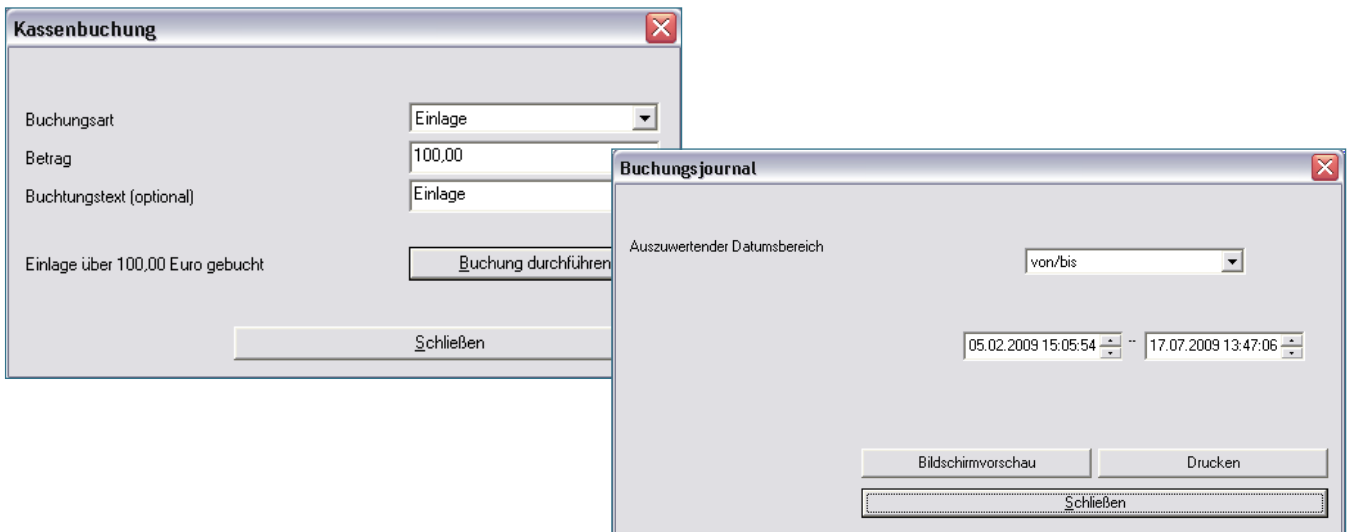 Kassenbuchung
Buchungsart Einlage
Betrag 100,00
Buchtungstext (optional) Einlage
Einlage über 100,00 Euro gebucht Buchung durchführen
Schließen
Buchungsjournal
Auszuwertender Datumsbereich
von/bis
05.02.2009 15:05:54 -- 17.07.2009 13:47:06
Bildschirmvorschau Drucken
Schließen